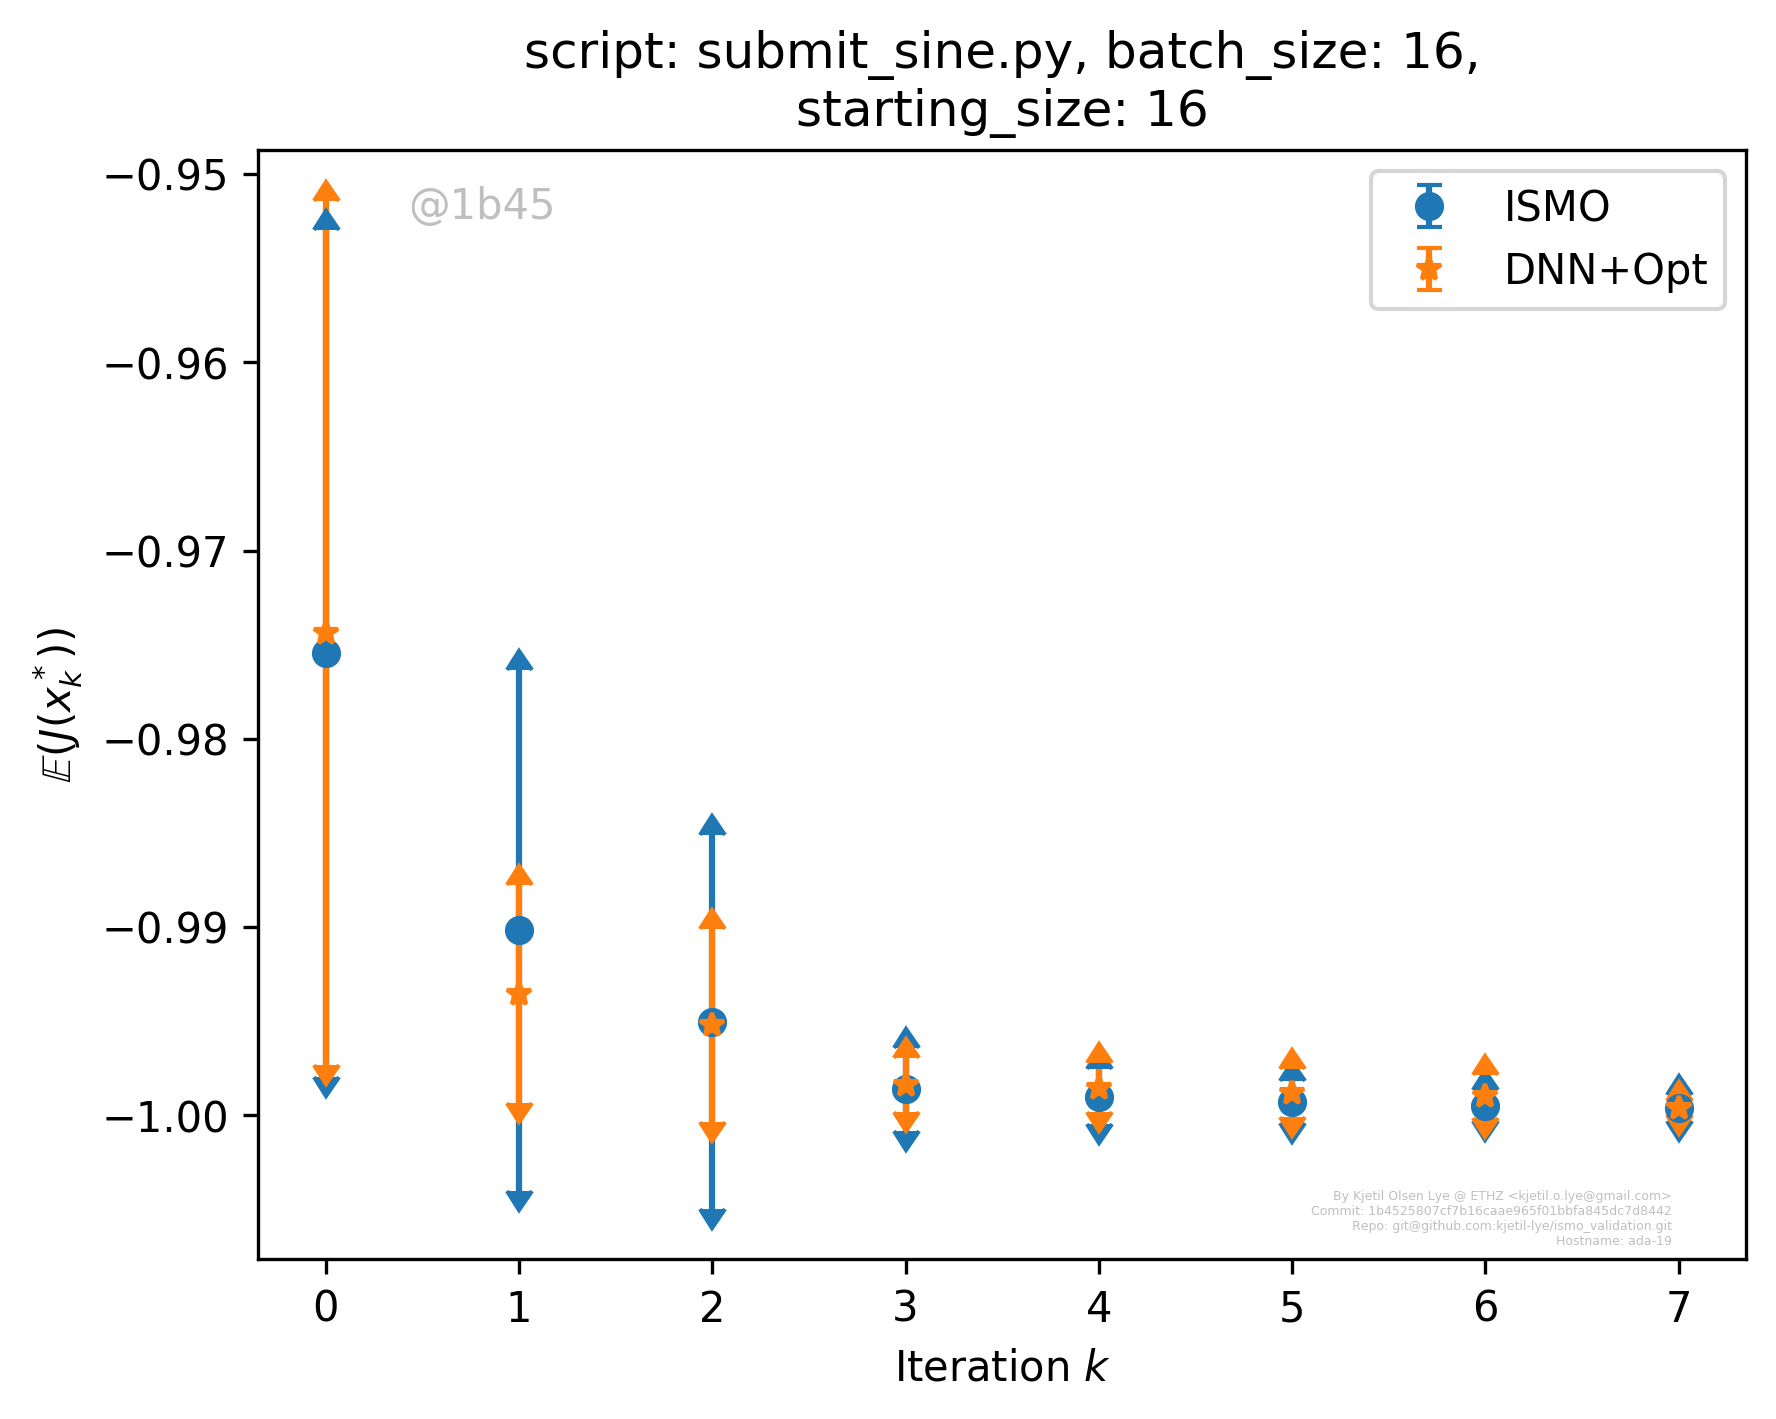 script: submit_sine.py, batch_size: 16,
starting_size: 16
@1b45
ISMO
DNN+Opt
−0.95
−0.96
−0.97
−0.98
−0.99
−1.00
𝔼(J(x*k))
By Kjetil Olsen Lye @ ETHZ <kjetil.o.lye@gmail.com>
Commit: 1b4525807cf7b16caae965f01bbfa845dc7d8442
Repo: git@github.com:kjetil-lye/ismo_validation.git
Hostname: ada-19
0 1 2 3 4 5 6 7
Iteration k